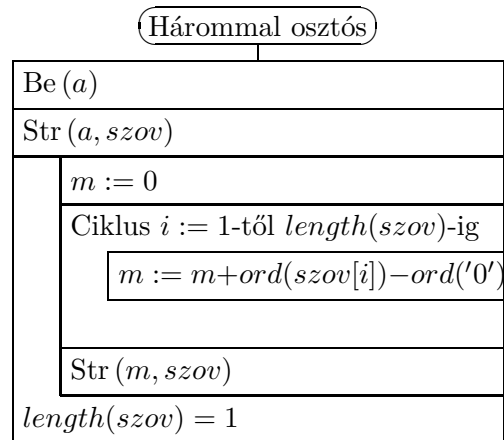 Hárommal osztós
Be (a)
Str (a, szov)
m := 0
Ciklus i := 1-től length(szov)-ig
m := m+ord(szov[i])−ord('0')
Str (m, szov)
length(szov) = 1